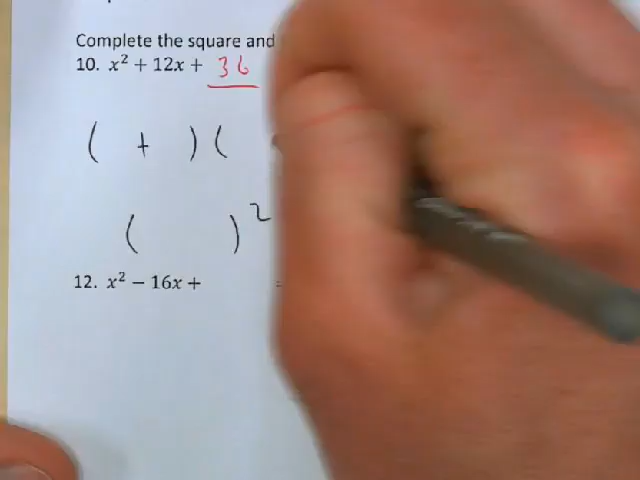 Complete the square and
10. x² + 12x + 36
( + )(
( )²
12. x² − 16x +